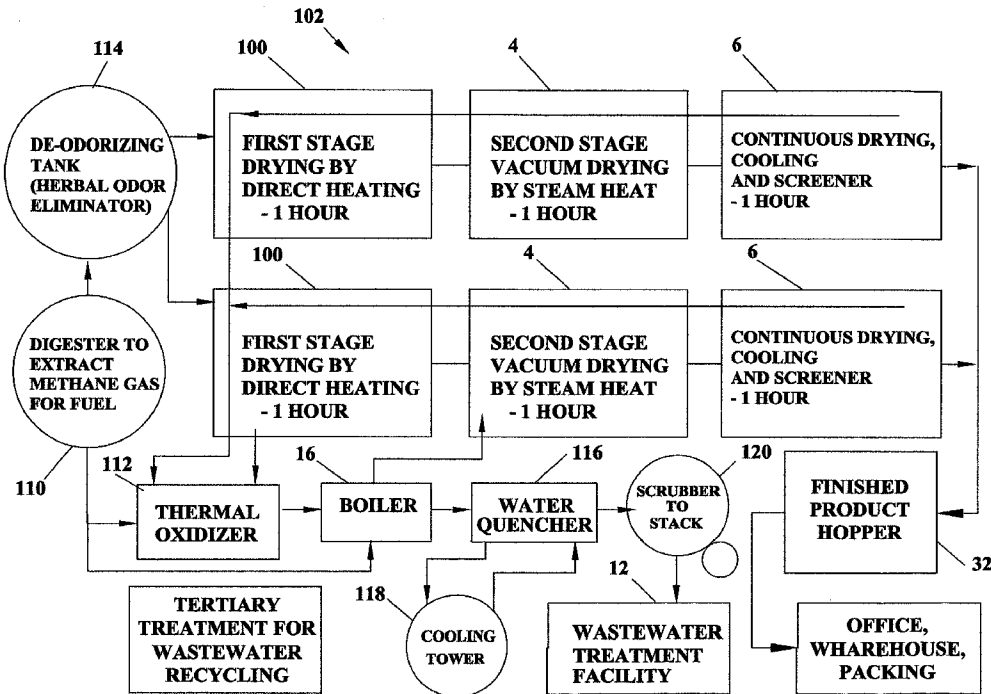 102
114
100
4
6
DE-ODORIZING
TANK
(HERBAL ODOR
ELIMINATOR)
FIRST STAGE
DRYING BY
DIRECT HEATING
- 1 HOUR
SECOND STAGE
VACUUM DRYING
BY STEAM HEAT
- 1 HOUR
CONTINUOUS DRYING,
COOLING
AND SCREENER
- 1 HOUR
100
4
6
DIGESTER TO
EXTRACT
METHANE GAS
FOR FUEL
FIRST STAGE
DRYING BY
DIRECT HEATING
- 1 HOUR
SECOND STAGE
VACUUM DRYING
BY STEAM HEAT
- 1 HOUR
CONTINUOUS DRYING,
COOLING
AND SCREENER
- 1 HOUR
110
112
16
116
120
THERMAL
OXIDIZER
BOILER
WATER
QUENCHER
SCRUBBER
TO
STACK
FINISHED
PRODUCT
HOPPER
32
118
12
TERTIARY
TREATMENT FOR
WASTEWATER
RECYCLING
COOLING
TOWER
WASTEWATER
TREATMENT
FACILITY
OFFICE,
WHAREHOUSE,
PACKING